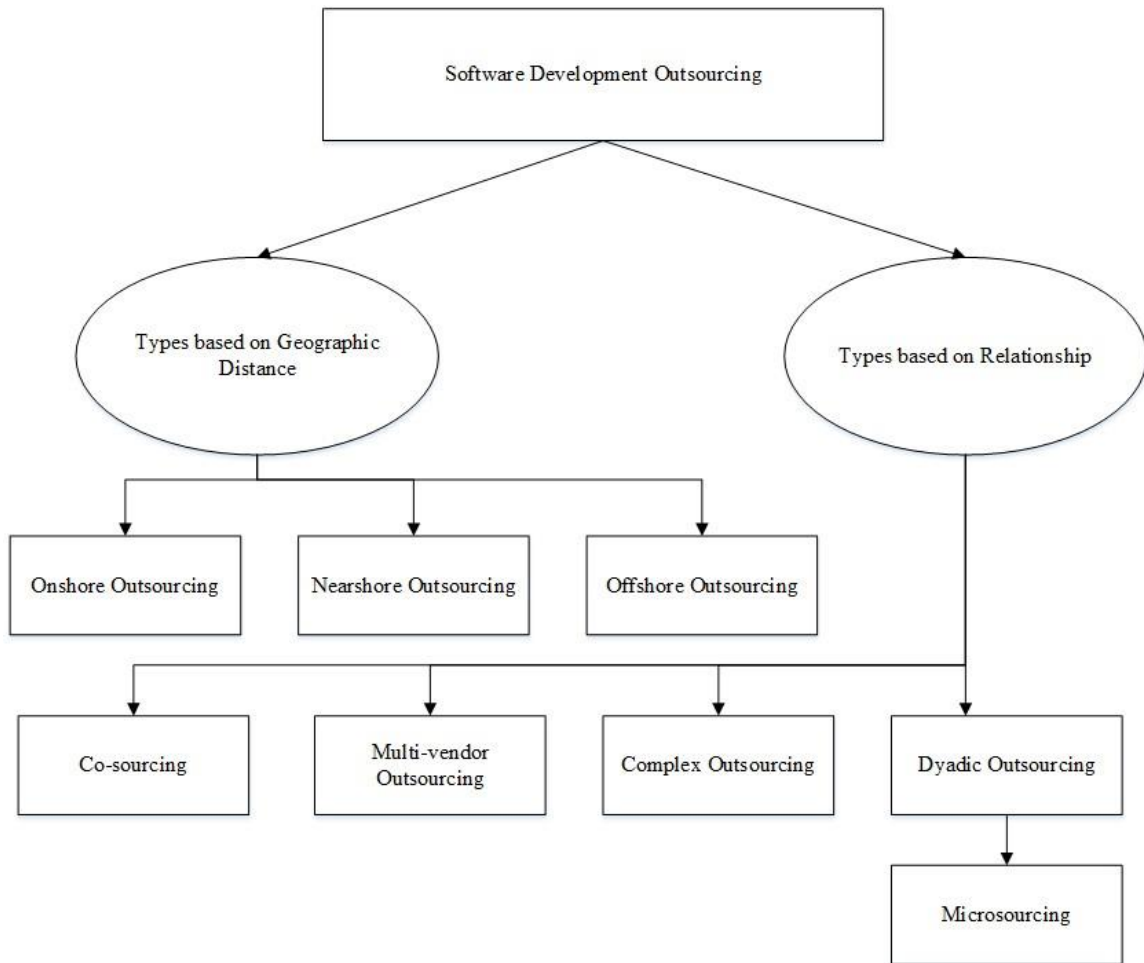 Software Development Outsourcing
Types based on Geographic
Distance
Types based on Relationship
Onshore Outsourcing
Nearshore Outsourcing
Offshore Outsourcing
Co-sourcing
Multi-vendor
Outsourcing
Complex Outsourcing
Dyadic Outsourcing
Microsourcing